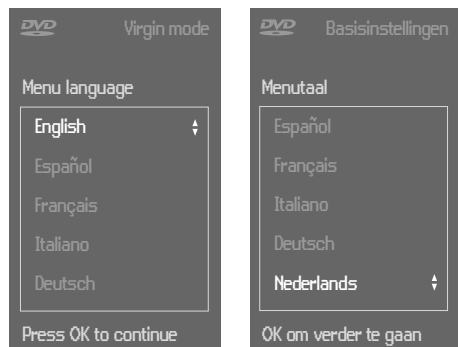 DVD Virgin mode
Menu language
English
Español
Français
Italiano
Deutsch
Press OK to continue
DVD Basisinstellingen
Menutaal
Español
Français
Italiano
Deutsch
Nederlands
OK om verder te gaan